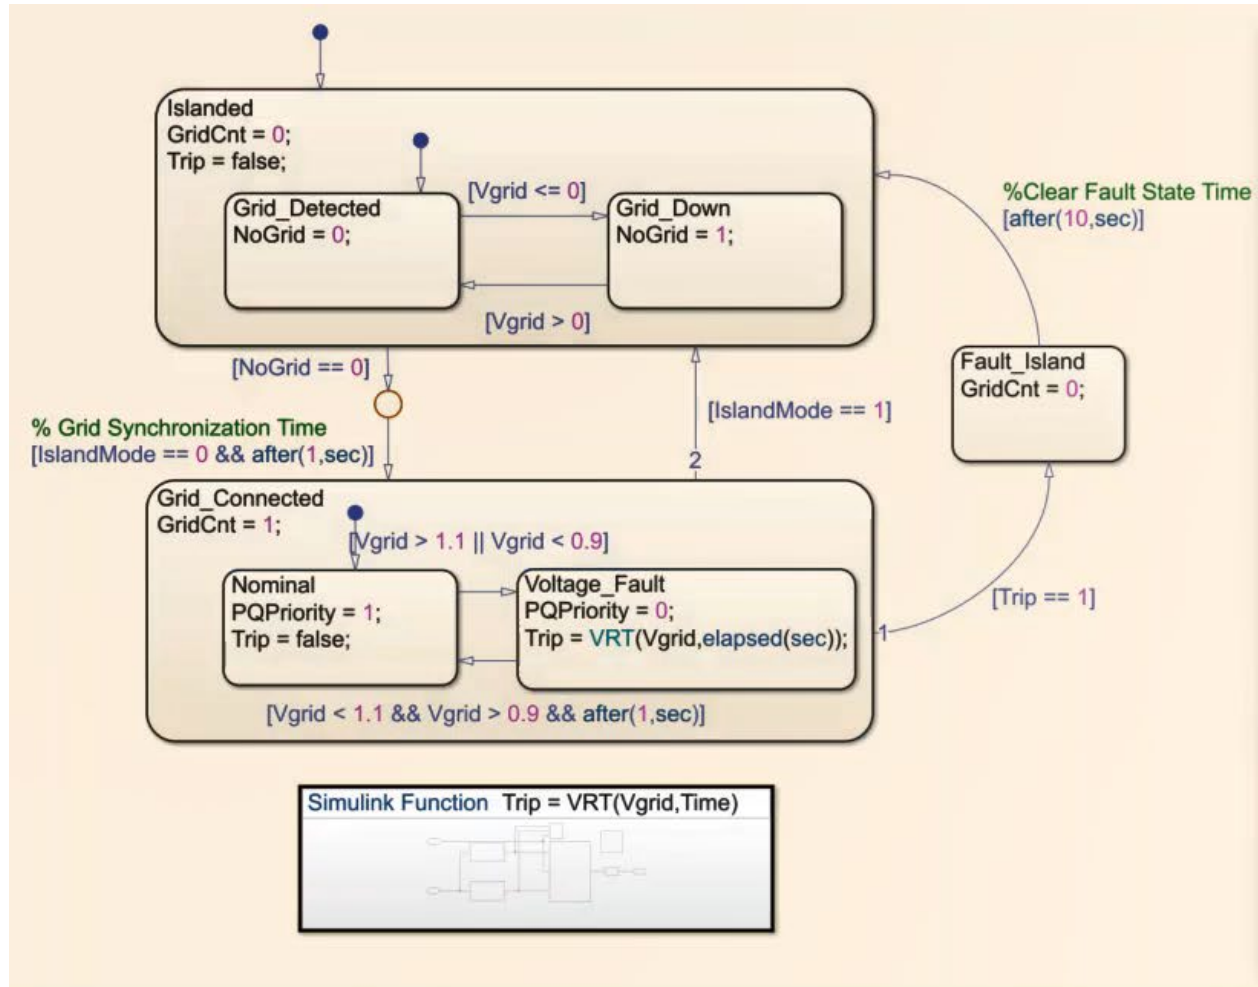 Islanded
GridCnt = 0;
Trip = false;
[Vgrid <= 0]
Grid_Detected
NoGrid = 0;
Grid_Down
NoGrid = 1;
[Vgrid > 0]
%Clear Fault State Time
[after(10,sec)]
[NoGrid == 0]
Fault_Island
GridCnt = 0;
% Grid Synchronization Time
[IslandMode == 0 && after(1,sec)]
[IslandMode == 1]
2
Grid_Connected
GridCnt = 1;
[Vgrid > 1.1 || Vgrid < 0.9]
Nominal
PQPriority = 1;
Trip = false;
Voltage_Fault
PQPriority = 0;
Trip = VRT(Vgrid,elapsed(sec));
[Trip == 1]
1
[Vgrid < 1.1 && Vgrid > 0.9 && after(1,sec)]
Simulink Function Trip = VRT(Vgrid,Time)